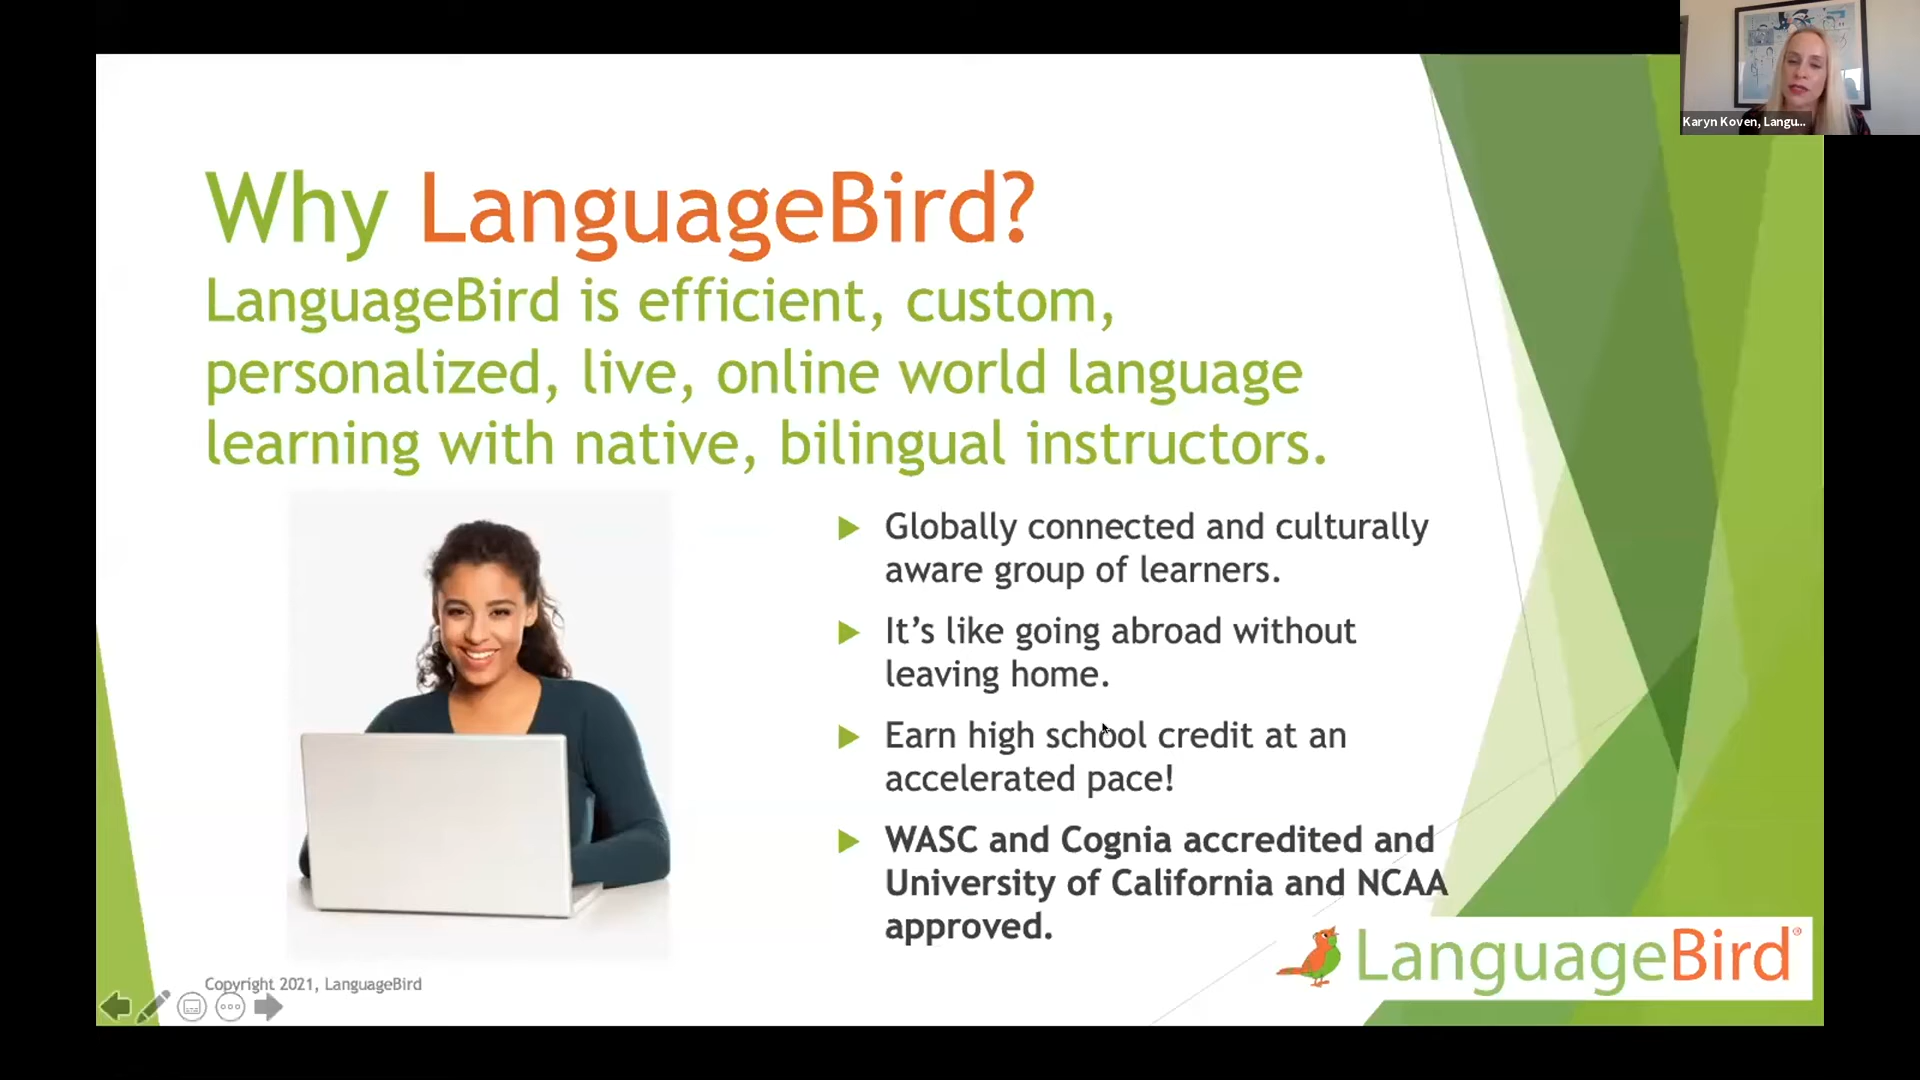 Karyn Koven, Langu...
Why LanguageBird?
LanguageBird is efficient, custom,
personalized, live, online world language
learning with native, bilingual instructors.
Globally connected and culturally
aware group of learners.
It’s like going abroad without
leaving home.
Earn high school credit at an
accelerated pace!
WASC and Cognia accredited and
University of California and NCAA
approved.
LanguageBird®
Copyright 2021, LanguageBird